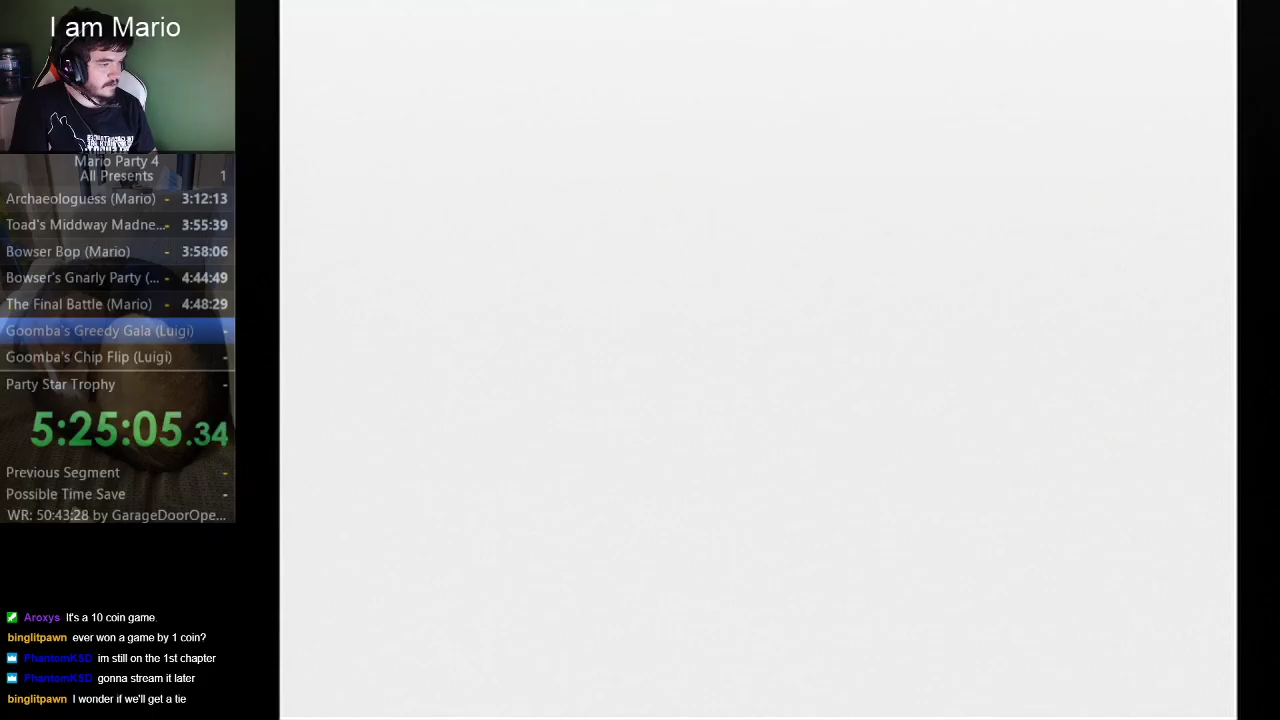 I am Mario
Mario Party 4
All Presents 1
Archaeologuess (Mario) - 3:12:13
Toad's Middway Madne... - 3:55:39
Bowser Bop (Mario) - 3:58:06
Bowser's Gnarly Party (... - 4:44:49
The Final Battle (Mario) - 4:48:29
Goomba's Greedy Gala (Luigi) -
Goomba's Chip Flip (Luigi) -
Party Star Trophy -
5:25:05.34
Previous Segment -
Possible Time Save -
WR: 50:43:28 by GarageDoorOpe...
Aroxys It's a 10 coin game.
binglitpawn ever won a game by 1 coin?
PhantomKSD im still on the 1st chapter
PhantomKSD gonna stream it later
binglitpawn I wonder if we'll get a tie